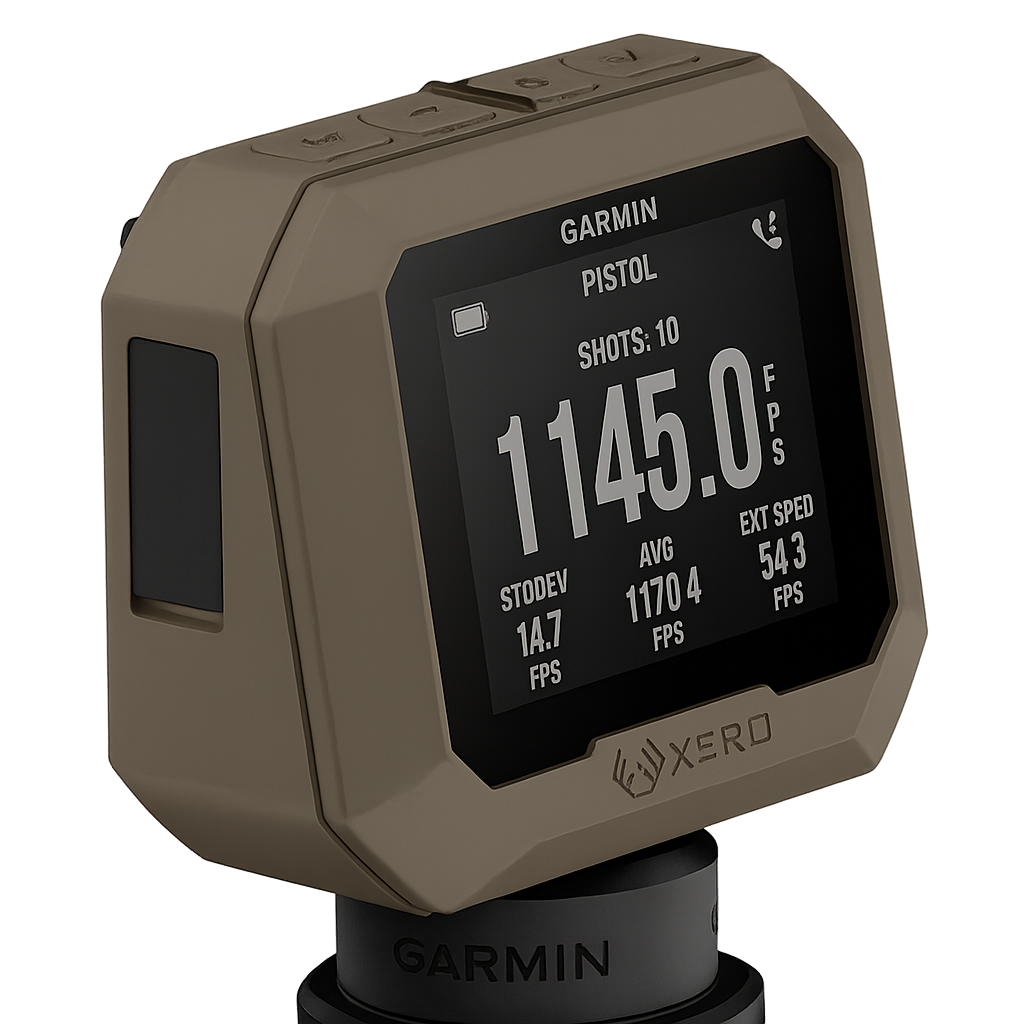 GARMIN
PISTOL
SHOTS: 10
1145.0 FPS
STODEV AVG EXT SPED
14.7 1170 4 54 3
FPS FPS FPS
XERO
GARMIN